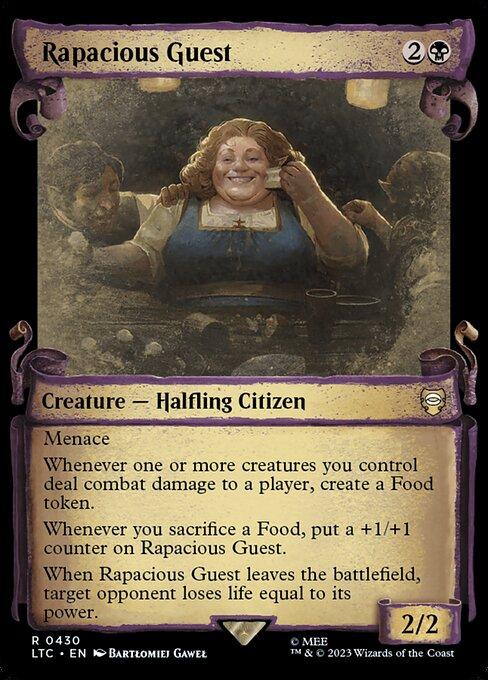 Rapacious Guest 2
Creature — Halfling Citizen
Menace
Whenever one or more creatures you control
deal combat damage to a player, create a Food
token.
Whenever you sacrifice a Food, put a +1/+1
counter on Rapacious Guest.
When Rapacious Guest leaves the battlefield,
target opponent loses life equal to its
power.
2/2
R 0430
LTC • EN Bartłomiej Gaweł
© MEE
™ & © 2023 Wizards of the Coast